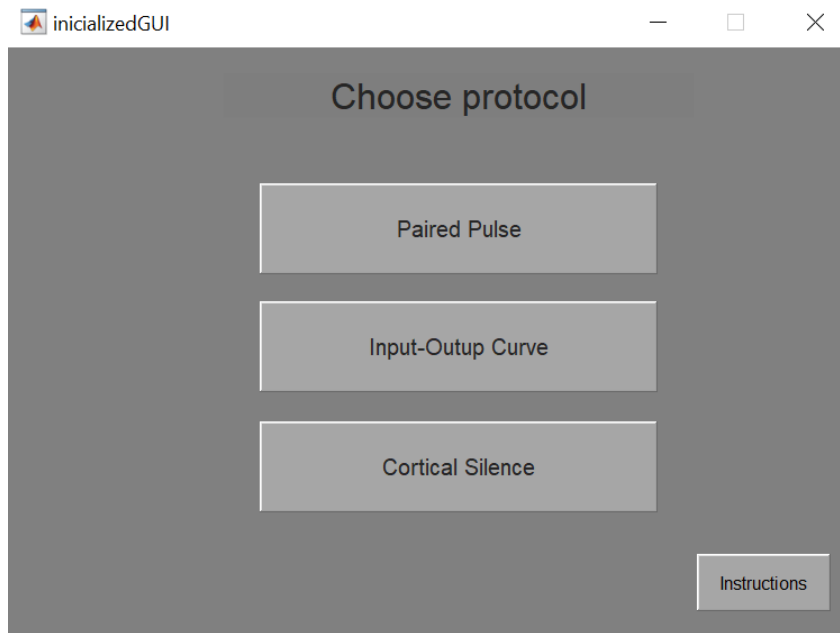 inicializedGUI
Choose protocol
Paired Pulse
Input-Outup Curve
Cortical Silence
Instructions